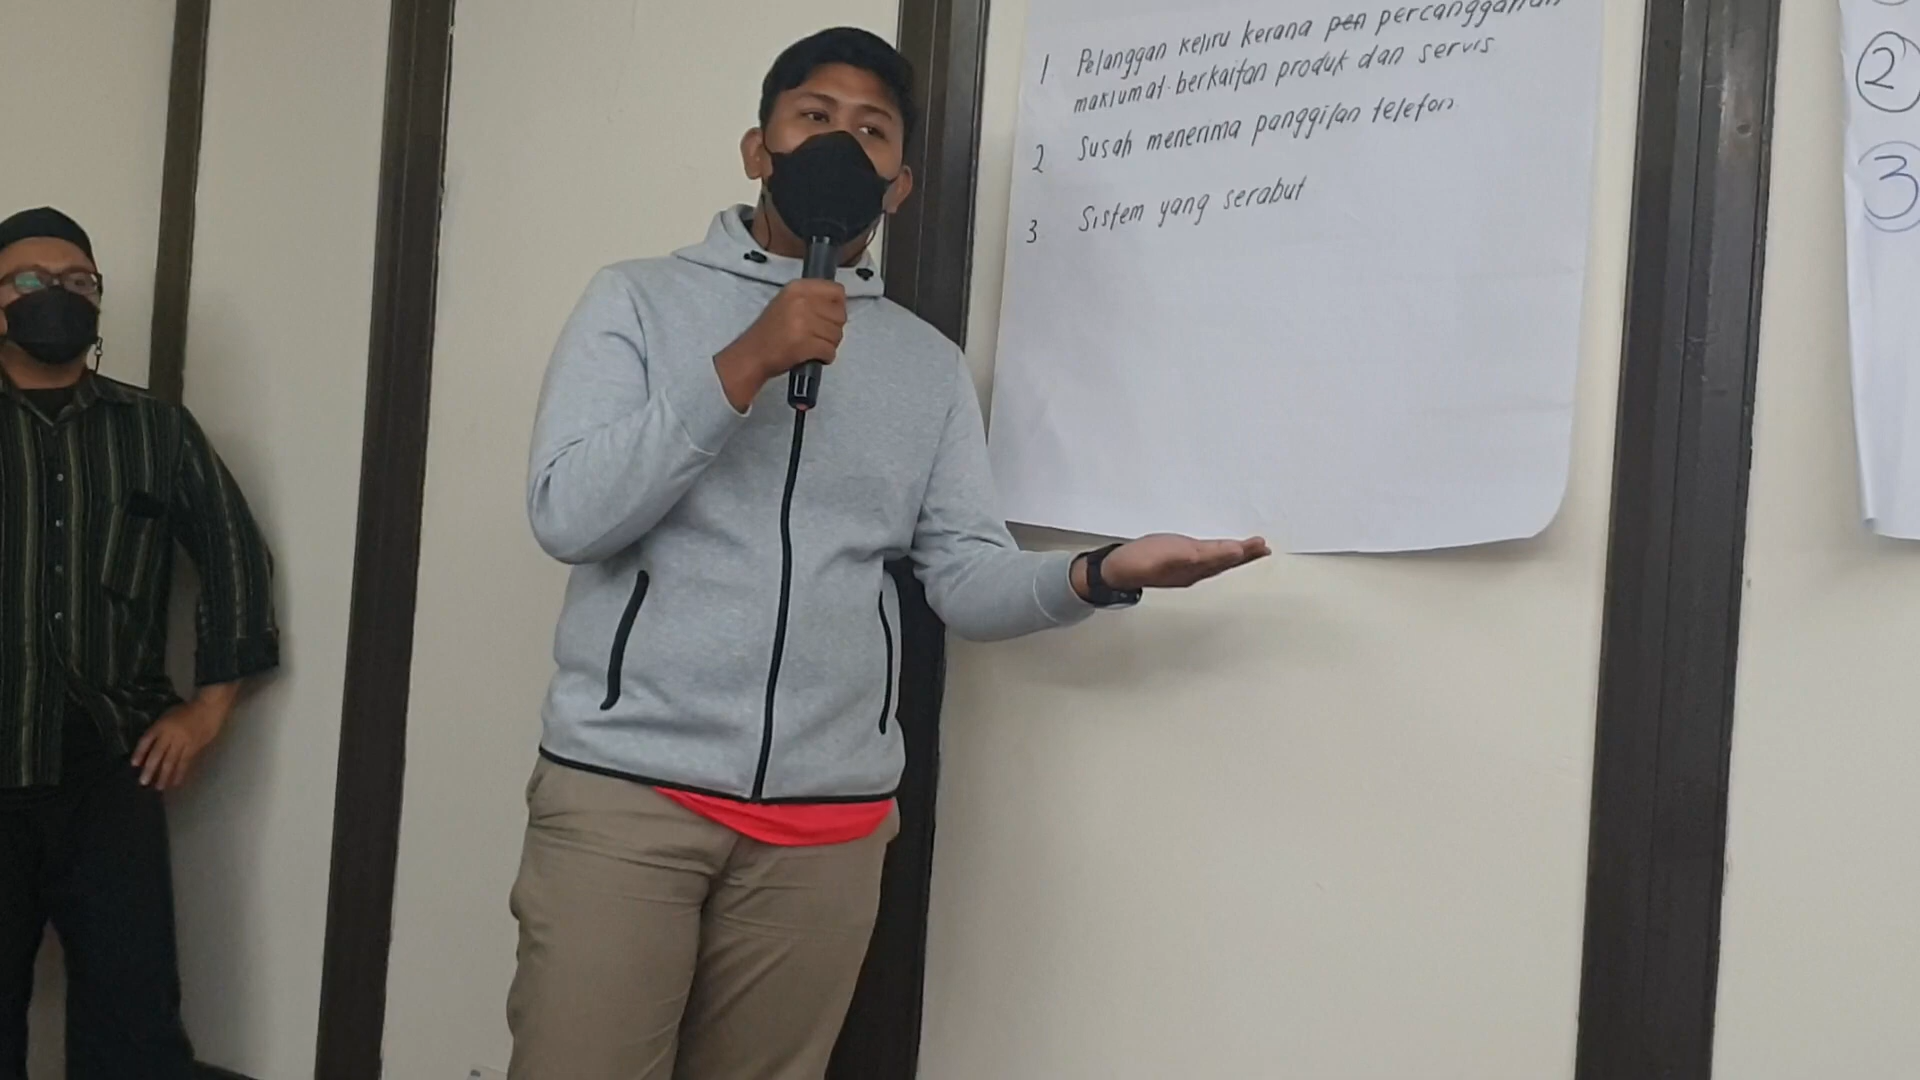 1 Pelanggan keliru kerana pen percanggahan
maklumat berkaitan produk dan servis
2 Susah menerima panggilan telefon.
3 Sistem yang serabut
2
3